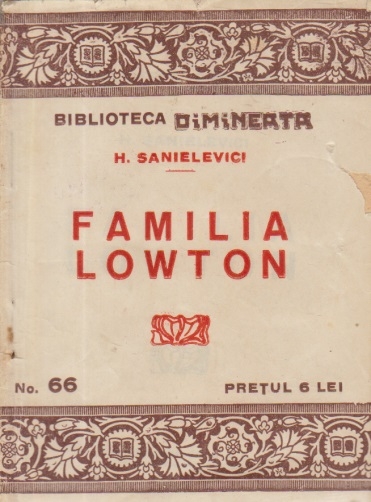 BIBLIOTECA DiMiNEAȚA
H. SANIELEVICI
FAMILIA
LOWTON
No. 66
PREȚUL 6 LEI